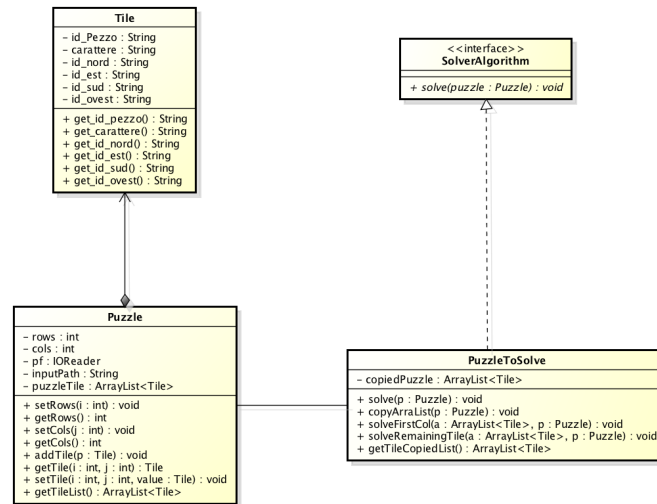 Tile
- id_Pezzo : String
- carattere : String
- id_nord : String
- id_est : String
- id_sud : String
- id_ovest : String
+ get_id_pezzo() : String
+ get_carattere() : String
+ get_id_nord() : String
+ get_id_est() : String
+ get_id_sud() : String
+ get_id_ovest() : String
<<interface>>
SolverAlgorithm
+ solve(puzzle : Puzzle) : void
Puzzle
- rows : int
- cols : int
- pf : IOReader
- inputPath : String
- puzzleTile : ArrayList<Tile>
+ setRows(i : int) : void
+ getRows() : int
+ setCols(j : int) : void
+ getCols() : int
+ addTile(p : Tile) : void
+ getTile(i : int, j : int) : Tile
+ setTile(i : int, j : int, value : Tile) : void
+ getTileList() : ArrayList<Tile>
PuzzleToSolve
- copiedPuzzle : ArrayList<Tile>
+ solve(p : Puzzle) : void
+ copyArraList(p : Puzzle) : void
+ solveFirstCol(a : ArrayList<Tile>, p : Puzzle) : void
+ solveRemainingTile(a : ArrayList<Tile>, p : Puzzle) : void
+ getTileCopiedList() : ArrayList<Tile>